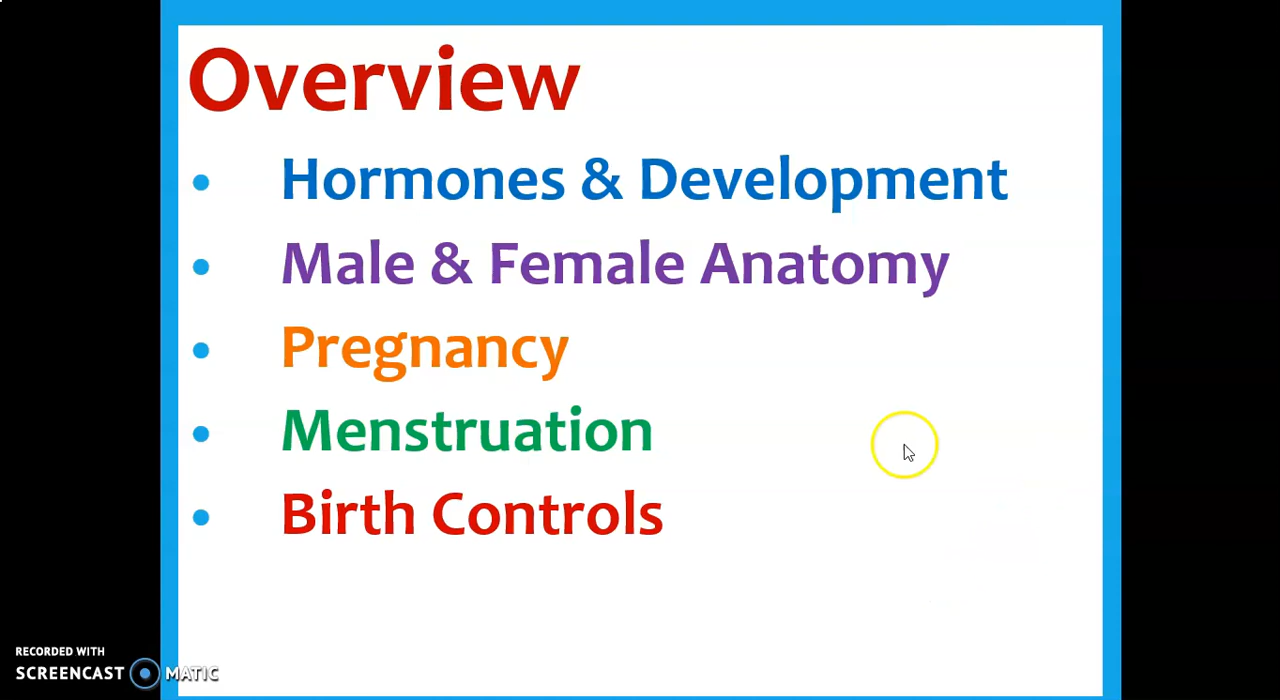 Overview
• Hormones & Development
• Male & Female Anatomy
• Pregnancy
• Menstruation
• Birth Controls
RECORDED WITH
SCREENCAST MATIC